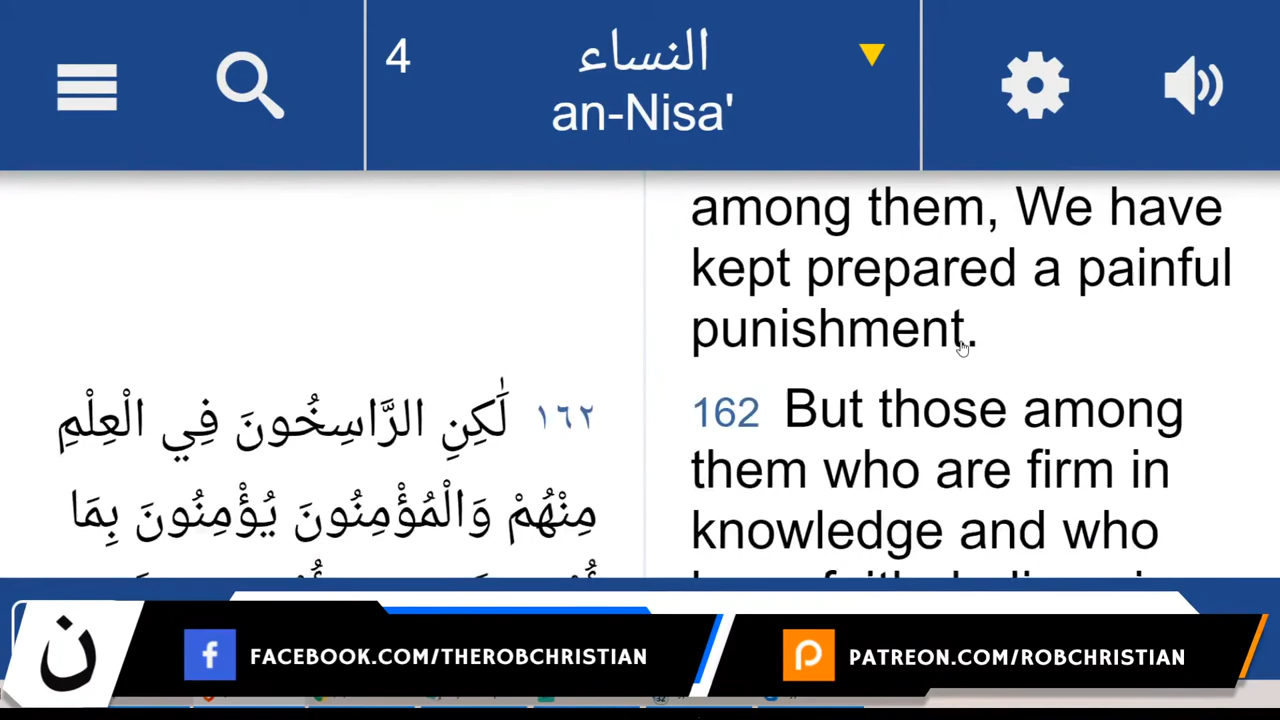 4
النساء
an-Nisa'
among them, We have
kept prepared a painful
punishment.
١٦٢ لَٰكِنِ الرَّاسِخُونَ فِي الْعِلْمِ
مِنْهُمْ وَالْمُؤْمِنُونَ يُؤْمِنُونَ بِمَا
162 But those among
them who are firm in
knowledge and who
ن
f
FACEBOOK.COM/THEROBCHRISTIAN
PATREON.COM/ROBCHRISTIAN